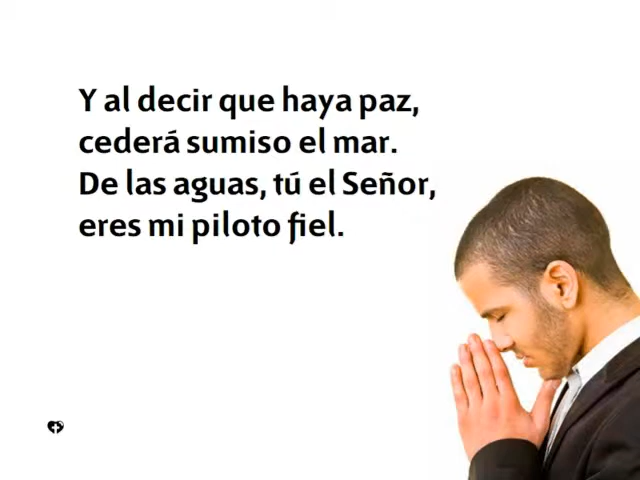 Y al decir que haya paz,
cederá sumiso el mar.
De las aguas, tú el Señor,
eres mi piloto fiel.